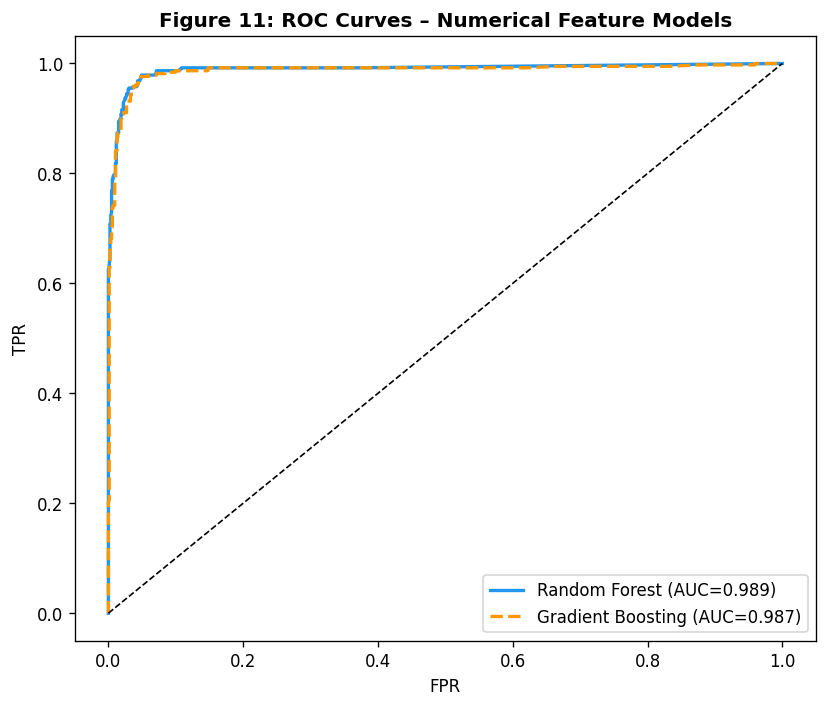 Figure 11: ROC Curves – Numerical Feature Models
TPR
1.0
0.8
0.6
0.4
0.2
0.0
Random Forest (AUC=0.989)
Gradient Boosting (AUC=0.987)
0.0 0.2 0.4 0.6 0.8 1.0
FPR